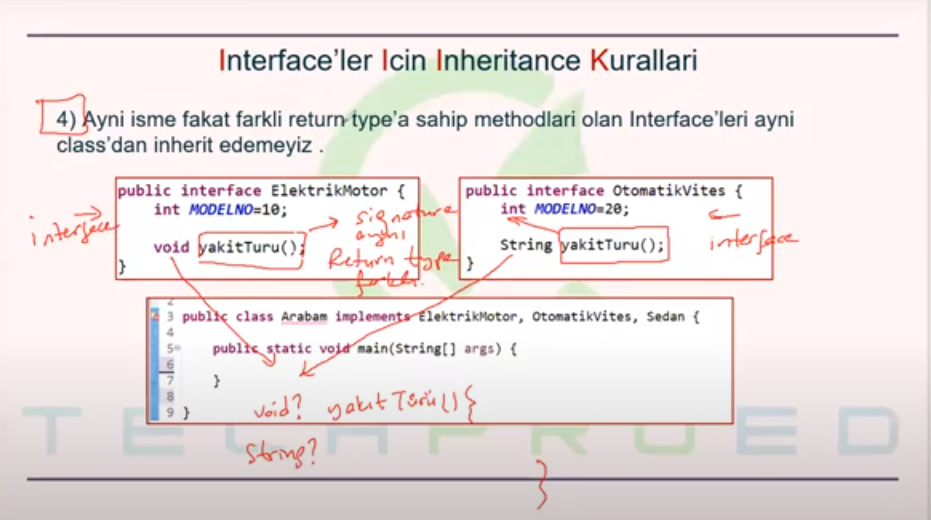 Interface'ler Icin Inheritance Kurallari
4) Ayni isme fakat farkli return type'a sahip methodlari olan Interface'leri ayni
class'dan inherit edemeyiz .
public interface ElektrikMotor {
int MODELNO=10;
void yakitTuru();
}
interface
signature
aynı
Return type
farklı.
public interface OtomatikVites {
int MODELNO=20;
String yakitTuru();
}
interface
2
3 public class Arabam implements ElektrikMotor, OtomatikVites, Sedan {
4
5 public static void main(String[] args) {
6
7 }
8
9 }
void? yakıtTürü() {
String?
}
TECHPROED